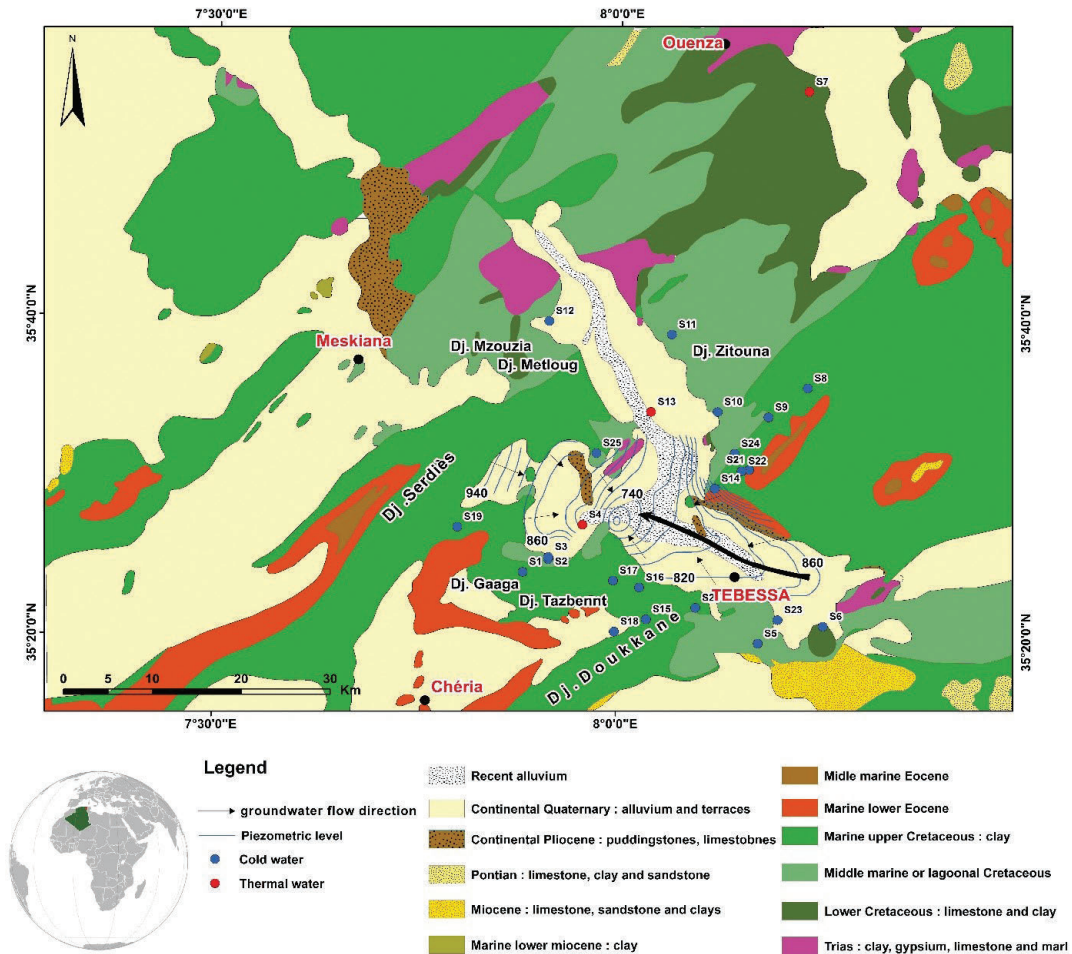 7°30'0"E
8°0'0"E
N
Ouenza
S7
35°40'0"N
35°40'0"N
S12
S11
Meskiana
Dj. Mzouzia
Dj. Zitouna
Dj. Metloug
S8
S13
S10
S9
S25
S24
S21
S22
Dj .Serdiès
940
740
S14
S19
S4
860
S3
S2
860
S1
S17
820
S16
TEBESSA
Dj. Gaaga
Dj. Tazbennt
S2
S15
S23
S6
S18
S5
35°20'0"N
35°20'0"N
Dj. Doukkane
0 5 10 20 30
Km
Chéria
7°30'0"E
8°0'0"E
Legend
groundwater flow direction
Piezometric level
Cold water
Thermal water
Recent alluvium
Continental Quaternary : alluvium and terraces
Continental Pliocene : puddingstones, limestobnes
Pontian : limestone, clay and sandstone
Miocene : limestone, sandstone and clays
Marine lower miocene : clay
Midle marine Eocene
Marine lower Eocene
Marine upper Cretaceous : clay
Middle marine or lagoonal Cretaceous
Lower Cretaceous : limestone and clay
Trias : clay, gypsium, limestone and marl